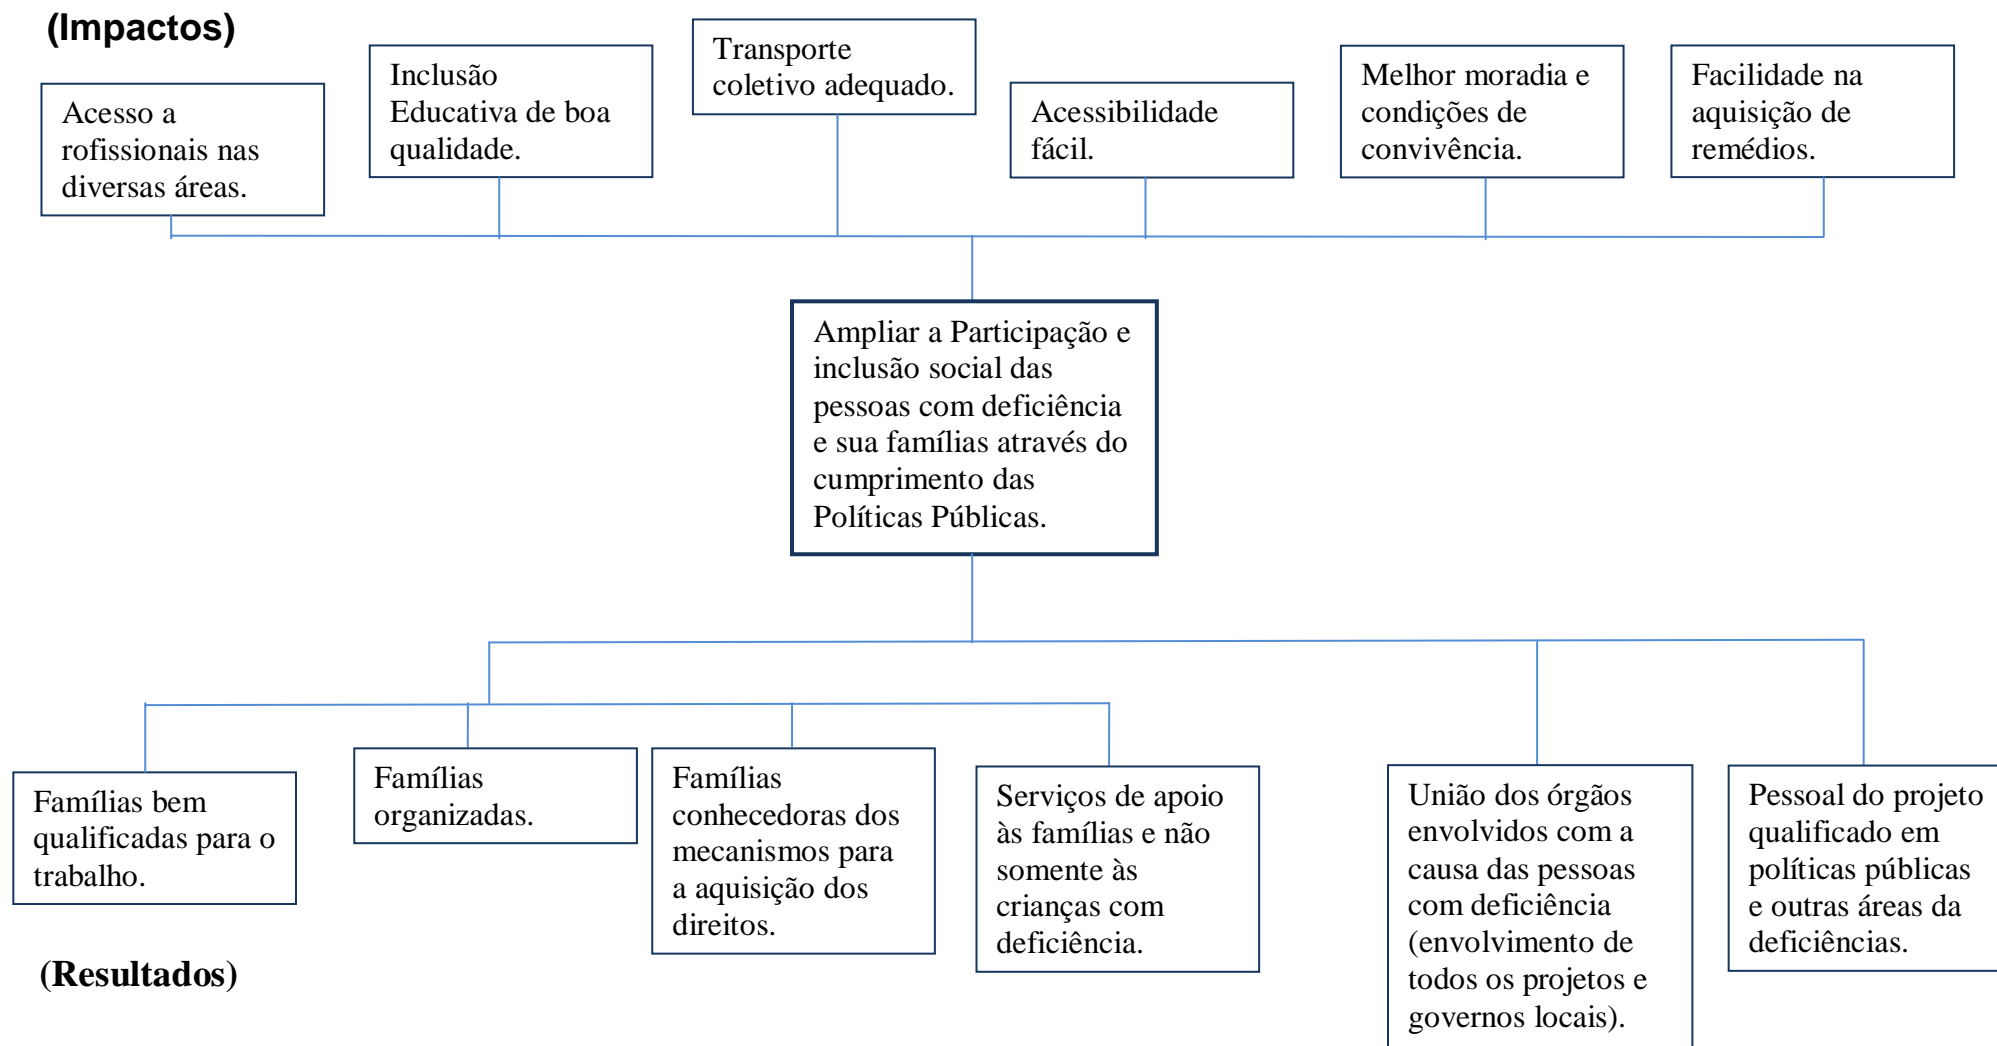 (Impactos)
Acesso a
rofissionais nas
diversas áreas.
Inclusão
Educativa de boa
qualidade.
Transporte
coletivo adequado.
Acessibilidade
fácil.
Melhor moradia e
condições de
convivência.
Facilidade na
aquisição de
remédios.
Ampliar a Participação e
inclusão social das
pessoas com deficiência
e sua famílias através do
cumprimento das
Políticas Públicas.
Famílias bem
qualificadas para o
trabalho.
Famílias
organizadas.
Famílias
conhecedoras dos
mecanismos para
a aquisição dos
direitos.
Serviços de apoio
às famílias e não
somente às
crianças com
deficiência.
União dos órgãos
envolvidos com a
causa das pessoas
com deficiência
(envolvimento de
todos os projetos e
governos locais).
Pessoal do projeto
qualificado em
políticas públicas
e outras áreas da
deficiências.
(Resultados)